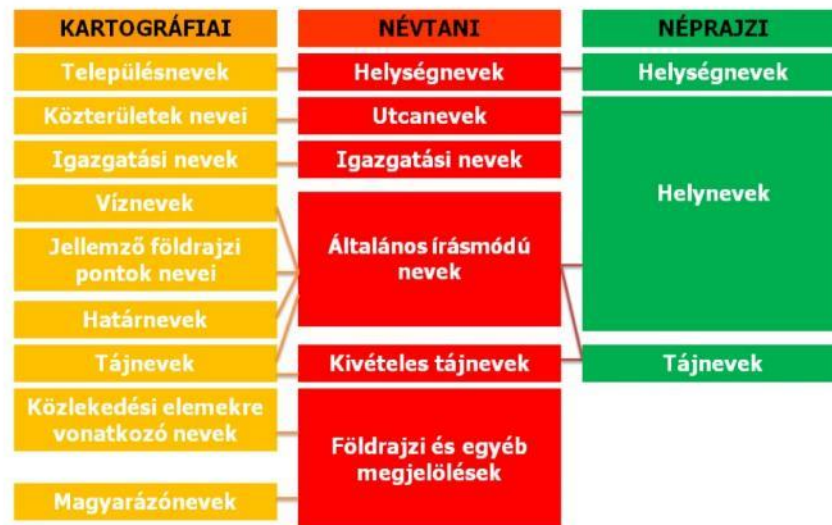 KARTOGRÁFIAI
NÉVTANI
NÉPRAJZI
Településnevek
Helységnevek
Helységnevek
Közterületek nevei
Utcanevek
Igazgatási nevek
Igazgatási nevek
Helynevek
Víznevek
Jellemző földrajzi
pontok nevei
Általános írásmódú
nevek
Határnevek
Tájnevek
Kivételes tájnevek
Tájnevek
Közlekedési elemekre
vonatkozó nevek
Földrajzi és egyéb
megjelölések
Magyarázónevek